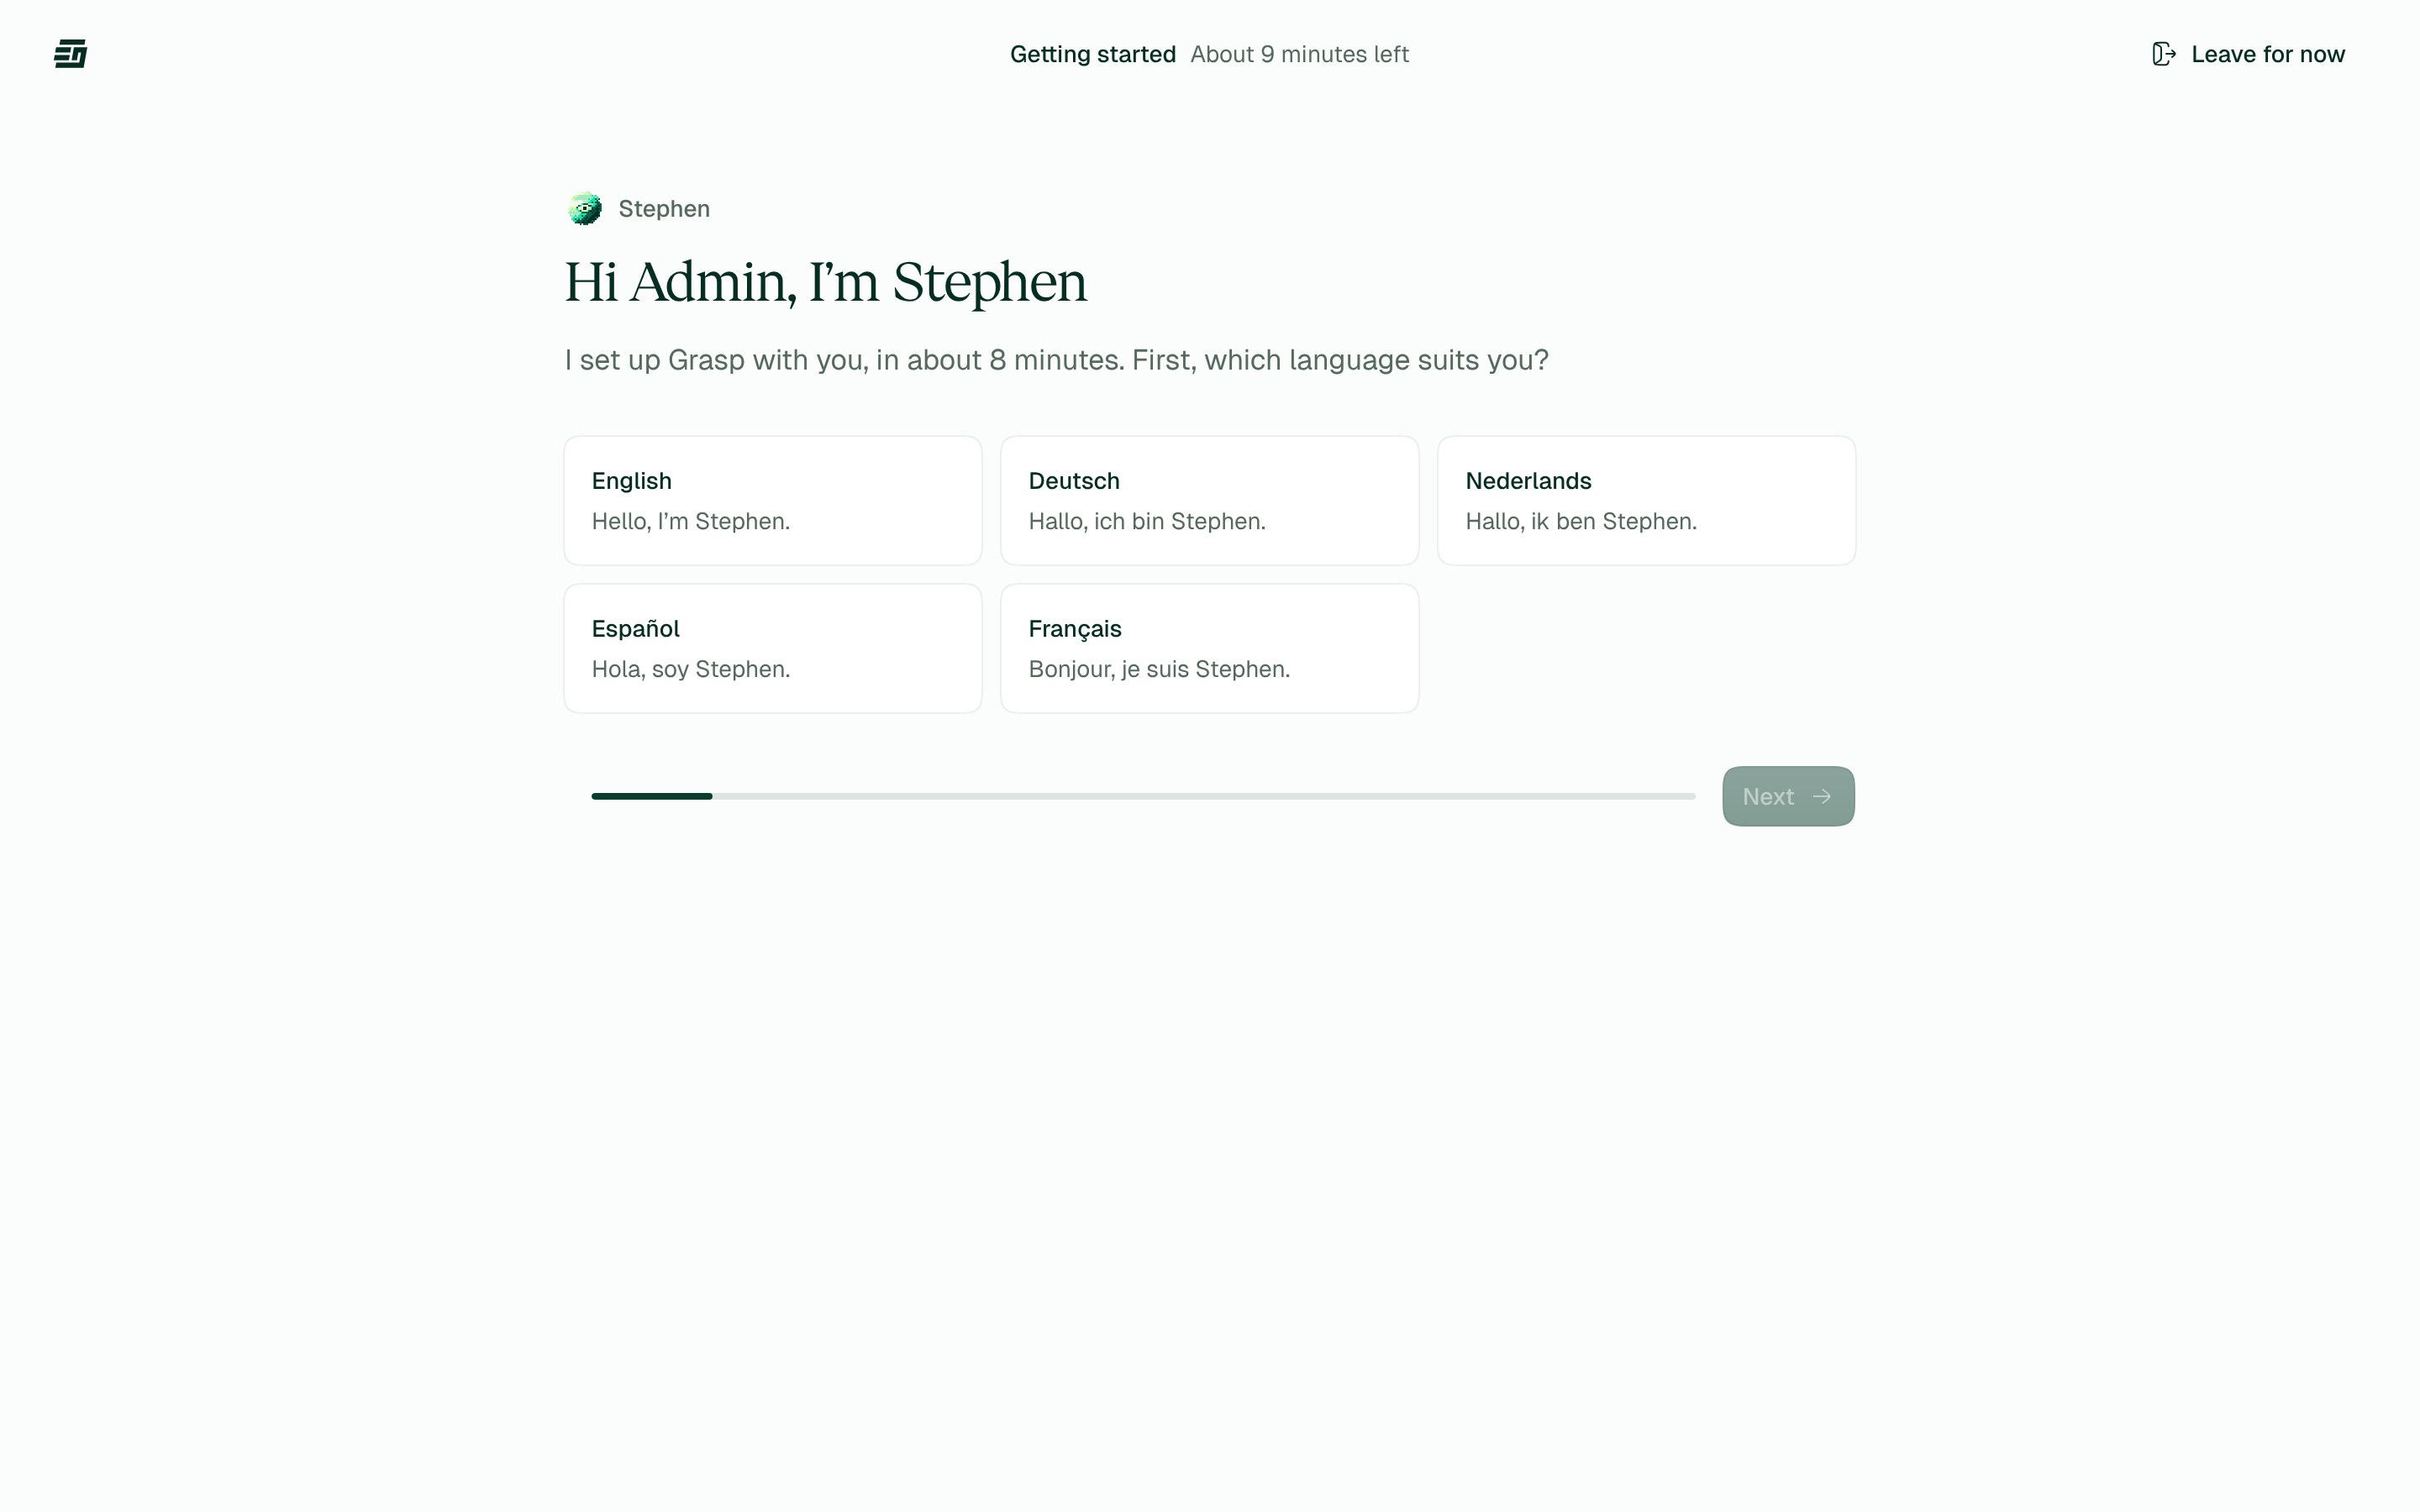 Getting started About 9 minutes left
Leave for now
Stephen
Hi Admin, I’m Stephen
I set up Grasp with you, in about 8 minutes. First, which language suits you?
English
Hello, I’m Stephen.
Deutsch
Hallo, ich bin Stephen.
Nederlands
Hallo, ik ben Stephen.
Español
Hola, soy Stephen.
Français
Bonjour, je suis Stephen.
Next